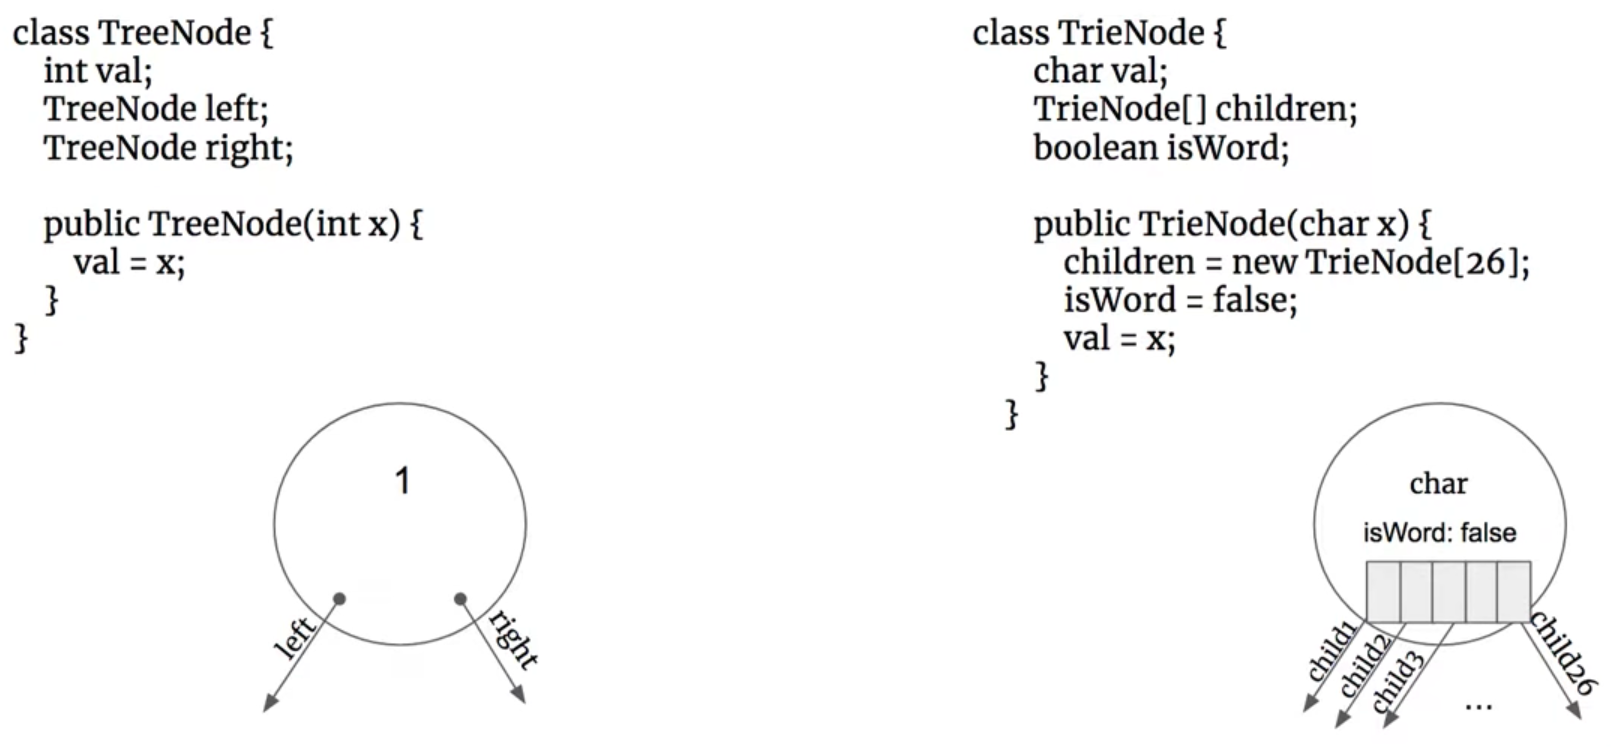 class TreeNode {
int val;
TreeNode left;
TreeNode right;
public TreeNode(int x) {
val = x;
}
}
1
left
right
class TrieNode {
char val;
TrieNode[] children;
boolean isWord;
public TrieNode(char x) {
children = new TrieNode[26];
isWord = false;
val = x;
}
}
char
isWord: false
child1
child2
child3
...
child26